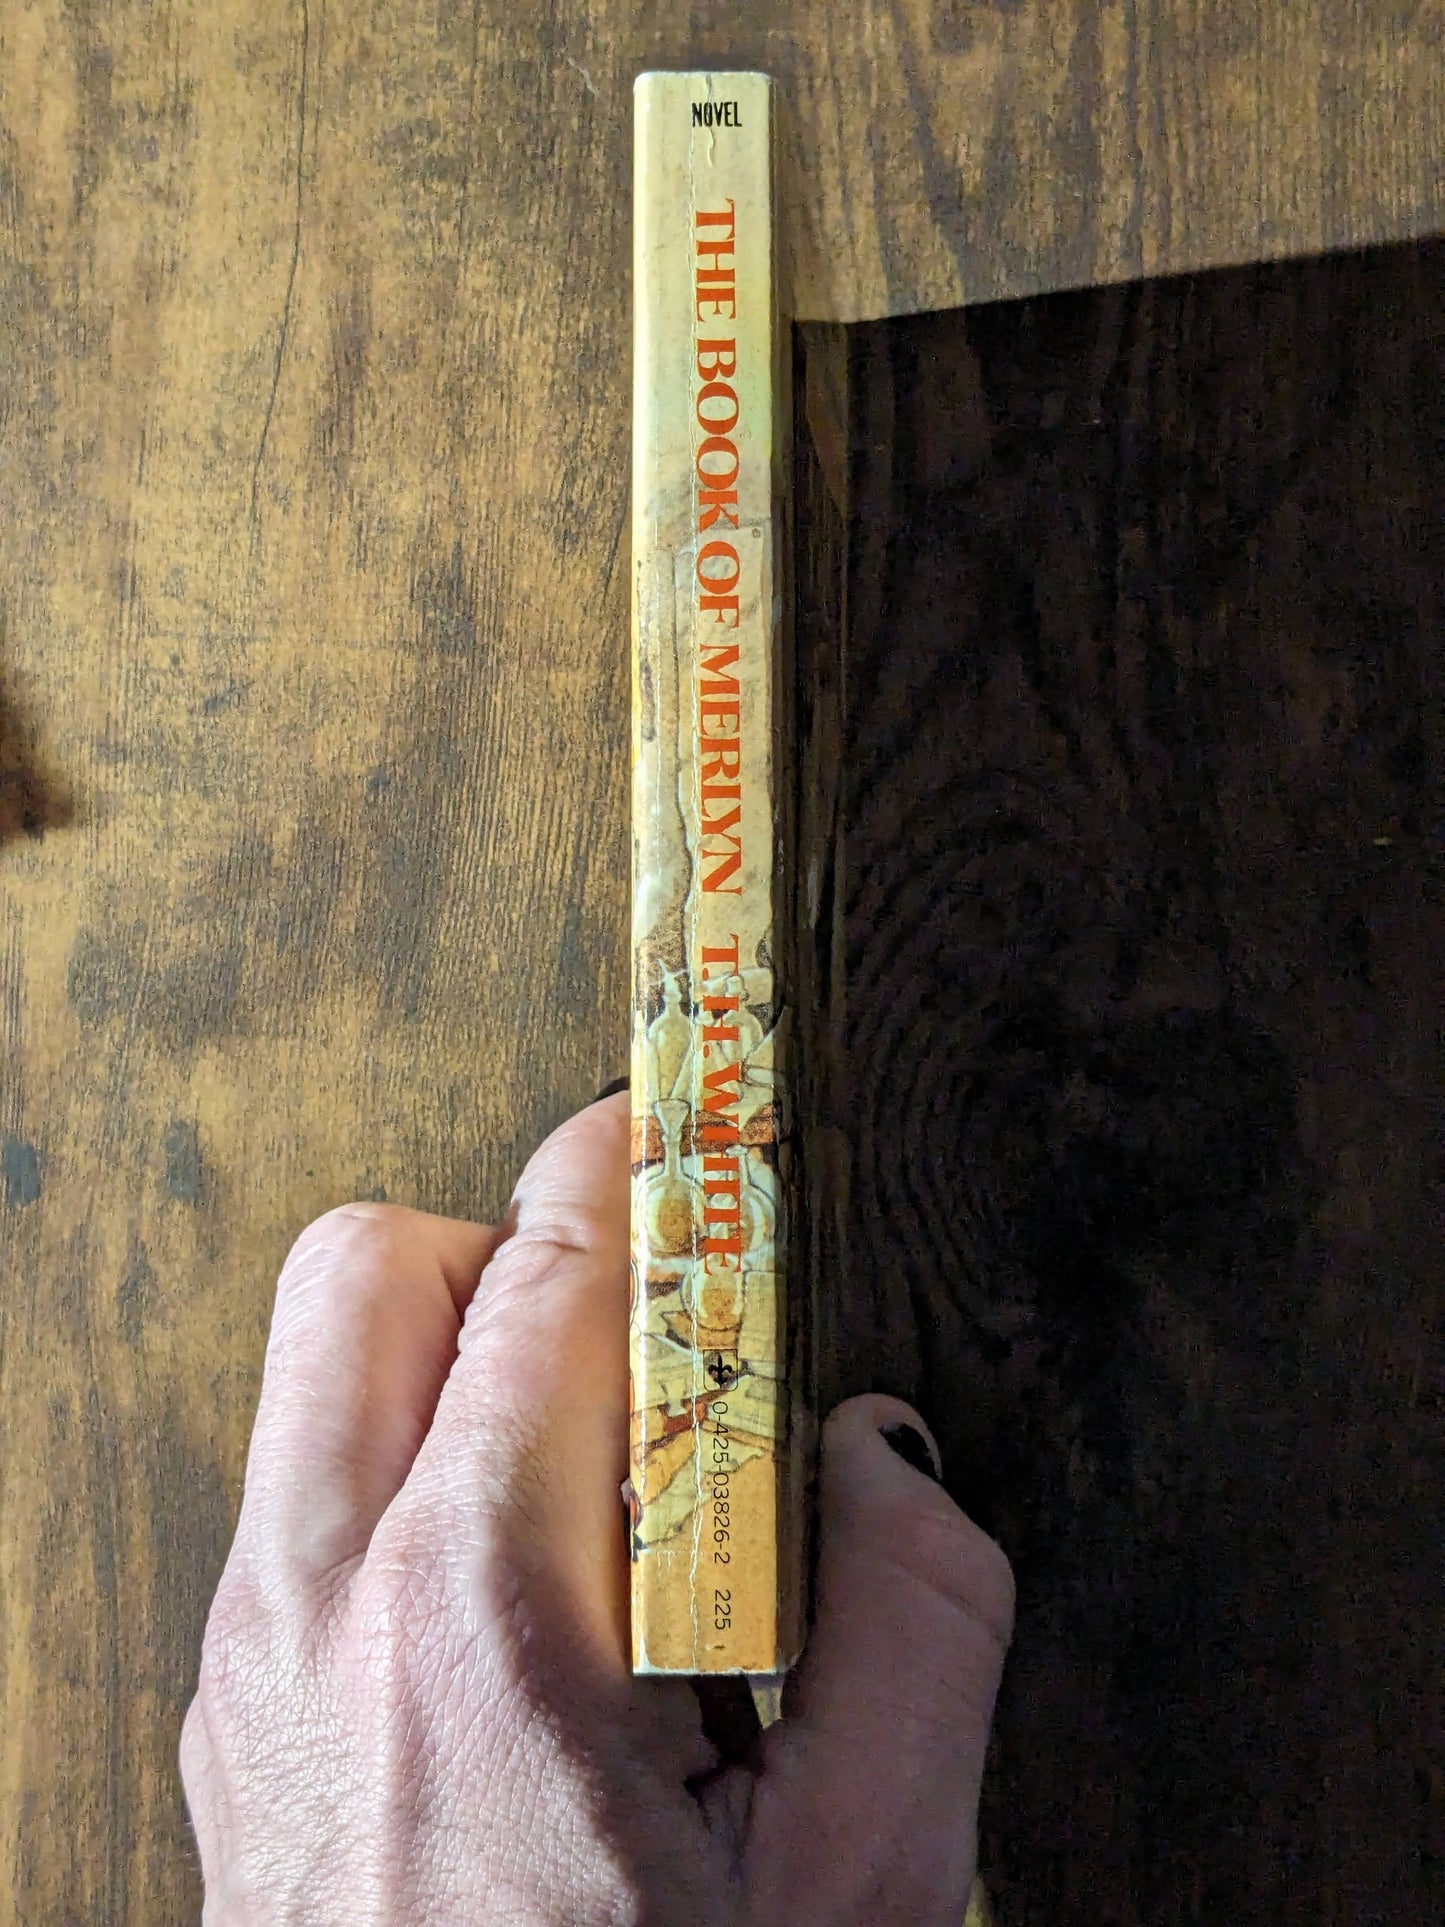 NOVEL
THE BOOK OF MERLYN T.H. WHITE
0-425-03826-2 225